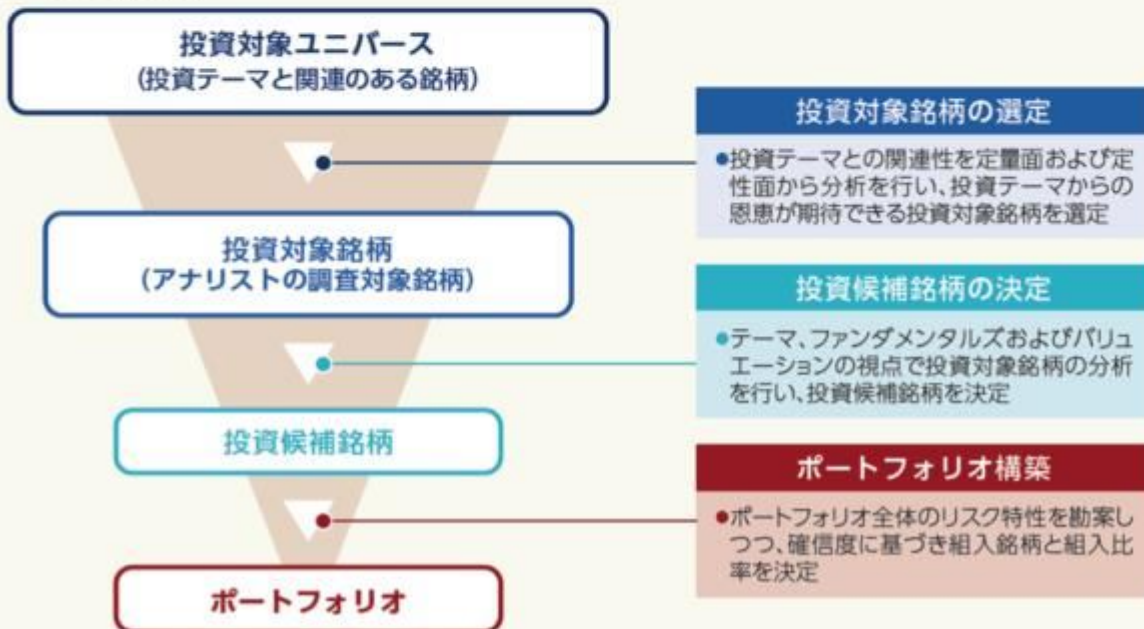 投資対象ユニバース
(投資テーマと関連のある銘柄)
投資対象銘柄の選定
●投資テーマとの関連性を定量面および定
性面から分析を行い、投資テーマからの
恩恵が期待できる投資対象銘柄を選定
投資対象銘柄
(アナリストの調査対象銘柄)
投資候補銘柄の決定
●テーマ、ファンダメンタルズおよびバリュ
エーションの視点で投資対象銘柄の分析
を行い、投資候補銘柄を決定
投資候補銘柄
ポートフォリオ構築
●ポートフォリオ全体のリスク特性を勘案し
つつ、確信度に基づき組入銘柄と組入比
率を決定
ポートフォリオ